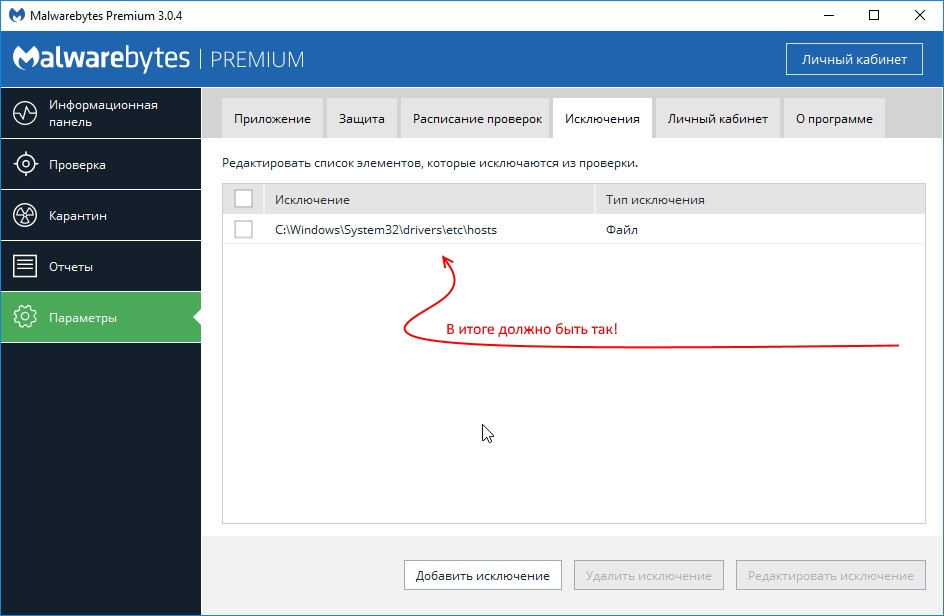 Malwarebytes Premium 3.0.4
Malwarebytes | PREMIUM
Личный кабинет
Информационная
панель
Проверка
Карантин
Отчеты
Параметры
Приложение
Защита
Расписание проверок
Исключения
Личный кабинет
О программе
Редактировать список элементов, которые исключаются из проверки.
Исключение
Тип исключения
C:\Windows\System32\drivers\etc\hosts
Файл
В итоге должно быть так!
Добавить исключение
Удалить исключение
Редактировать исключение